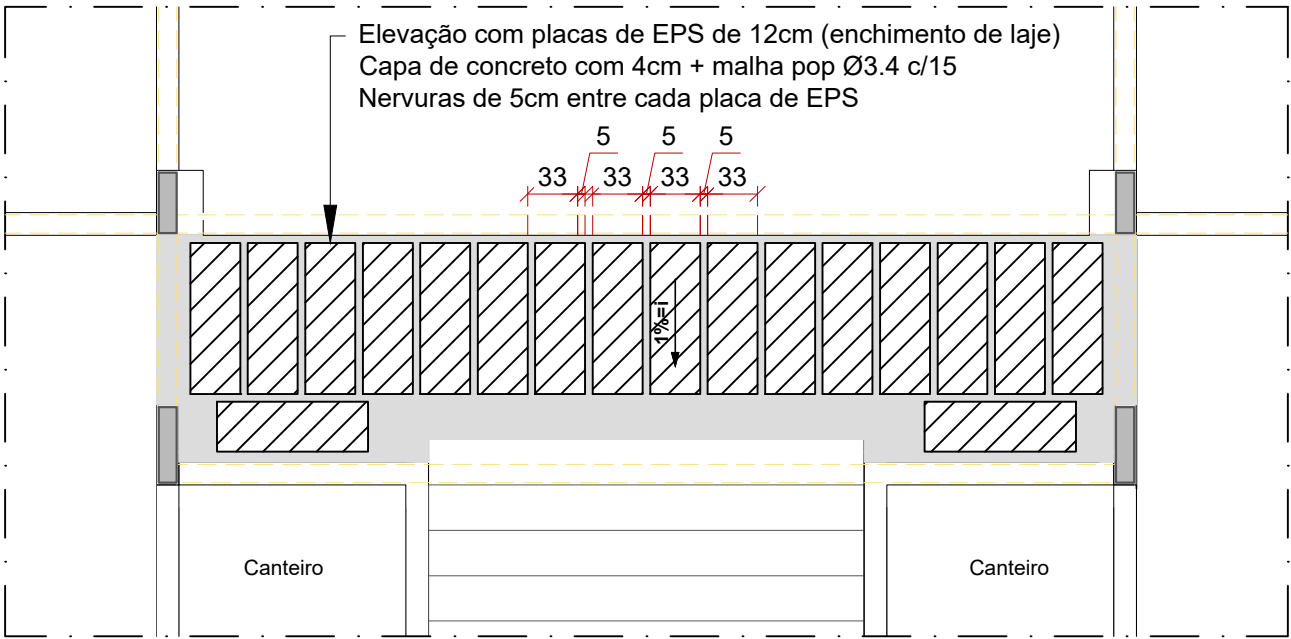 Elevação com placas de EPS de 12cm (enchimento de laje)
Capa de concreto com 4cm + malha pop Ø3.4 c/15
Nervuras de 5cm entre cada placa de EPS
5 5 5
33 33 33 33
1%=i
Canteiro Canteiro